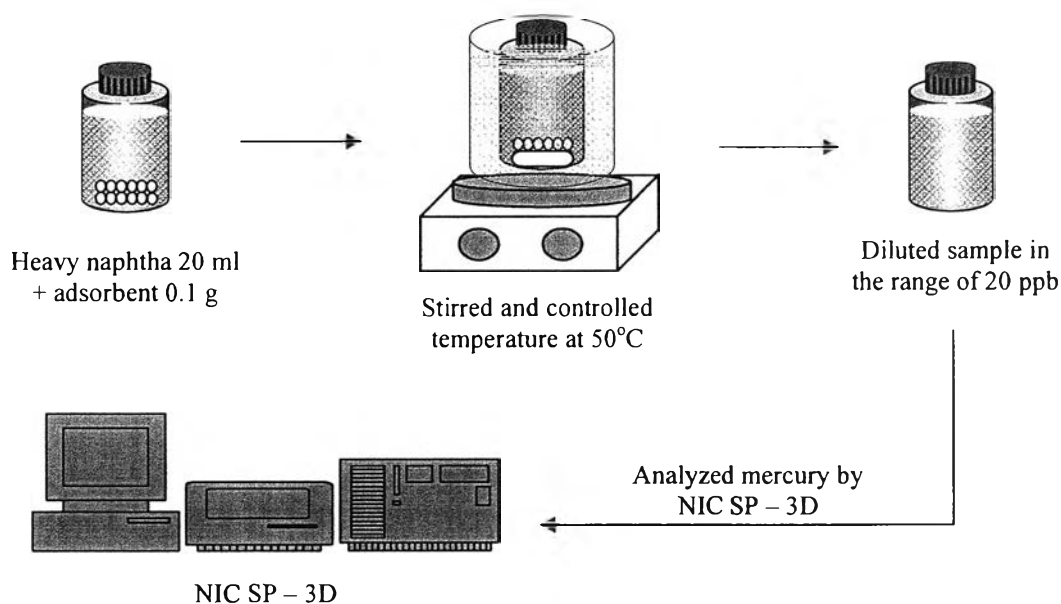 Heavy naphtha 20 ml
+ adsorbent 0.1 g
Stirred and controlled
temperature at 50°C
Diluted sample in
the range of 20 ppb
Analyzed mercury by
NIC SP – 3D
NIC SP – 3D